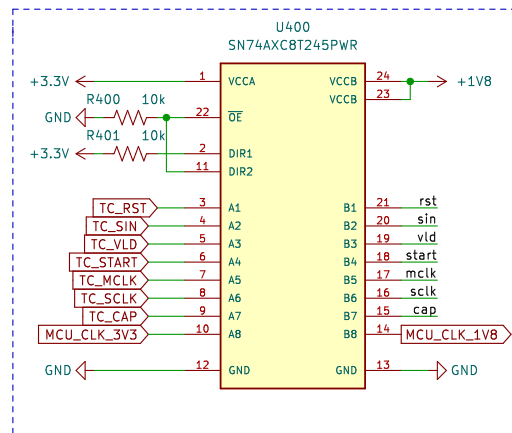 U400
SN74AXC8T245PWR
+3.3V 1 VCCA VCCB 24 +1V8
VCCB 23
R400 10k
GND 22 OE
R401 10k
+3.3V 2 DIR1
11 DIR2
TC_RST 3 A1 B1 21 rst
TC_SIN 4 A2 B2 20 sin
TC_VLD 5 A3 B3 19 vld
TC_START 6 A4 B4 18 start
TC_MCLK 7 A5 B5 17 mclk
TC_SCLK 8 A6 B6 16 sclk
TC_CAP 9 A7 B7 15 cap
MCU_CLK_3V3 10 A8 B8 14 MCU_CLK_1V8
GND 12 GND GND 13 GND